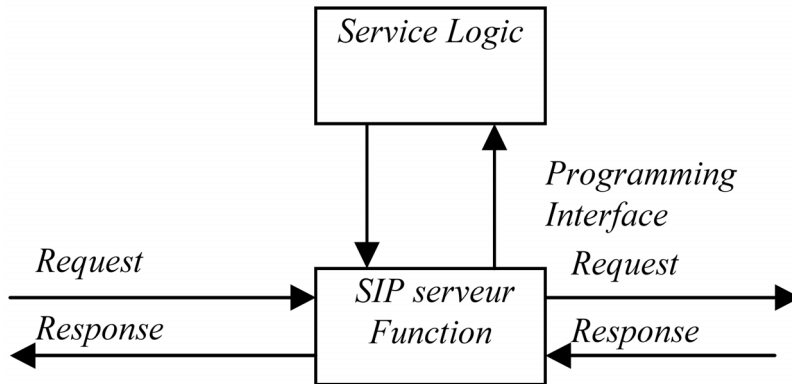 Service Logic
Programming
Interface
Request
Request
SIP serveur
Function
Response
Response